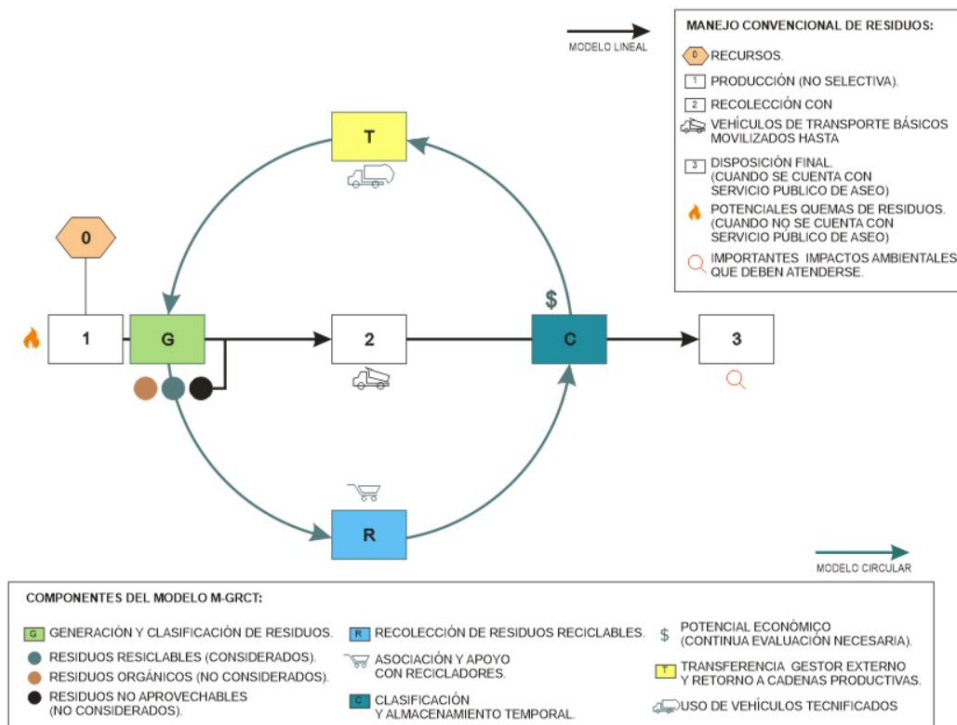 MODELO LINEAL
MANEJO CONVENCIONAL DE RESIDUOS:
0 RECURSOS.
1 PRODUCCIÓN (NO SELECTIVA).
2 RECOLECCIÓN CON
VEHÍCULOS DE TRANSPORTE BÁSICOS
MOVILIZADOS HASTA
3 DISPOSICIÓN FINAL.
(CUANDO SE CUENTA CON
SERVICIO PUBLICO DE ASEO)
POTENCIALES QUEMAS DE RESIDUOS.
(CUANDO NO SE CUENTA CON
SERVICIO PÚBLICO DE ASEO)
IMPORTANTES IMPACTOS AMBIENTALES
QUE DEBEN ATENDERSE.
T
0
$
1 G 2 C 3
R
MODELO CIRCULAR
COMPONENTES DEL MODELO M-GRCT:
G GENERACIÓN Y CLASIFICACIÓN DE RESIDUOS.
RESIDUOS RESICLABLES (CONSIDERADOS).
RESIDUOS ORGÁNICOS (NO CONSIDERADOS).
RESIDUOS NO APROVECHABLES
(NO CONSIDERADOS).
R RECOLECCIÓN DE RESIDUOS RECICLABLES.
ASOCIACIÓN Y APOYO
CON RECICLADORES.
C CLASIFICACIÓN
Y ALMACENAMIENTO TEMPORAL.
$ POTENCIAL ECONÓMICO
(CONTINUA EVALUACIÓN NECESARIA).
T TRANSFERENCIA GESTOR EXTERNO
Y RETORNO A CADENAS PRODUCTIVAS.
USO DE VEHÍCULOS TECNIFICADOS